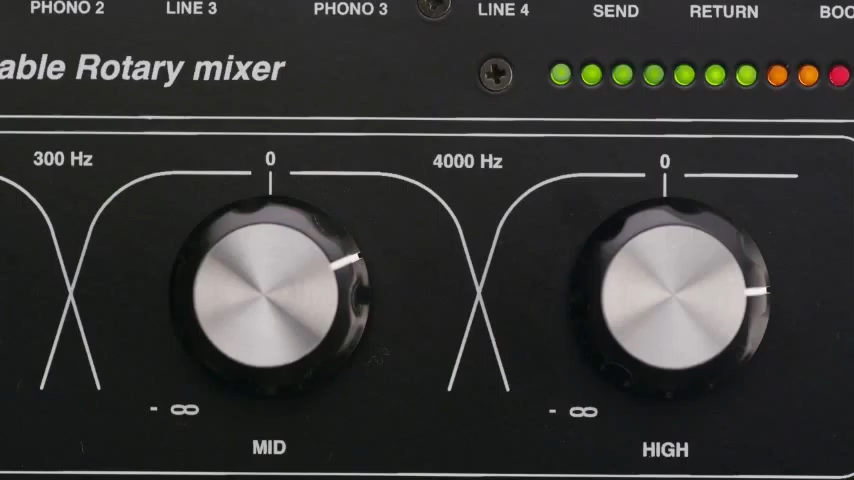 PHONO 2 LINE 3 PHONO 3 LINE 4 SEND RETURN
Rotary mixer
300 Hz 0 4000 Hz 0
- ∞ - ∞
MID HIGH